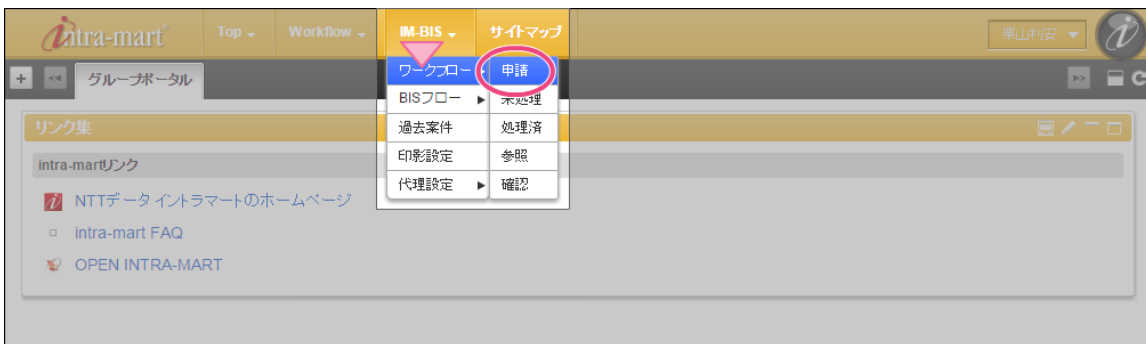 intra-mart Top Workflow IM-BIS サイトマップ 栗山利安
グループポータル
ワークフロー 申請
BISフロー 未処理
過去案件 処理済
印影設定 参照
代理設定 確認
リンク集
intra-martリンク
NTTデータ イントラマートのホームページ
intra-mart FAQ
OPEN INTRA-MART